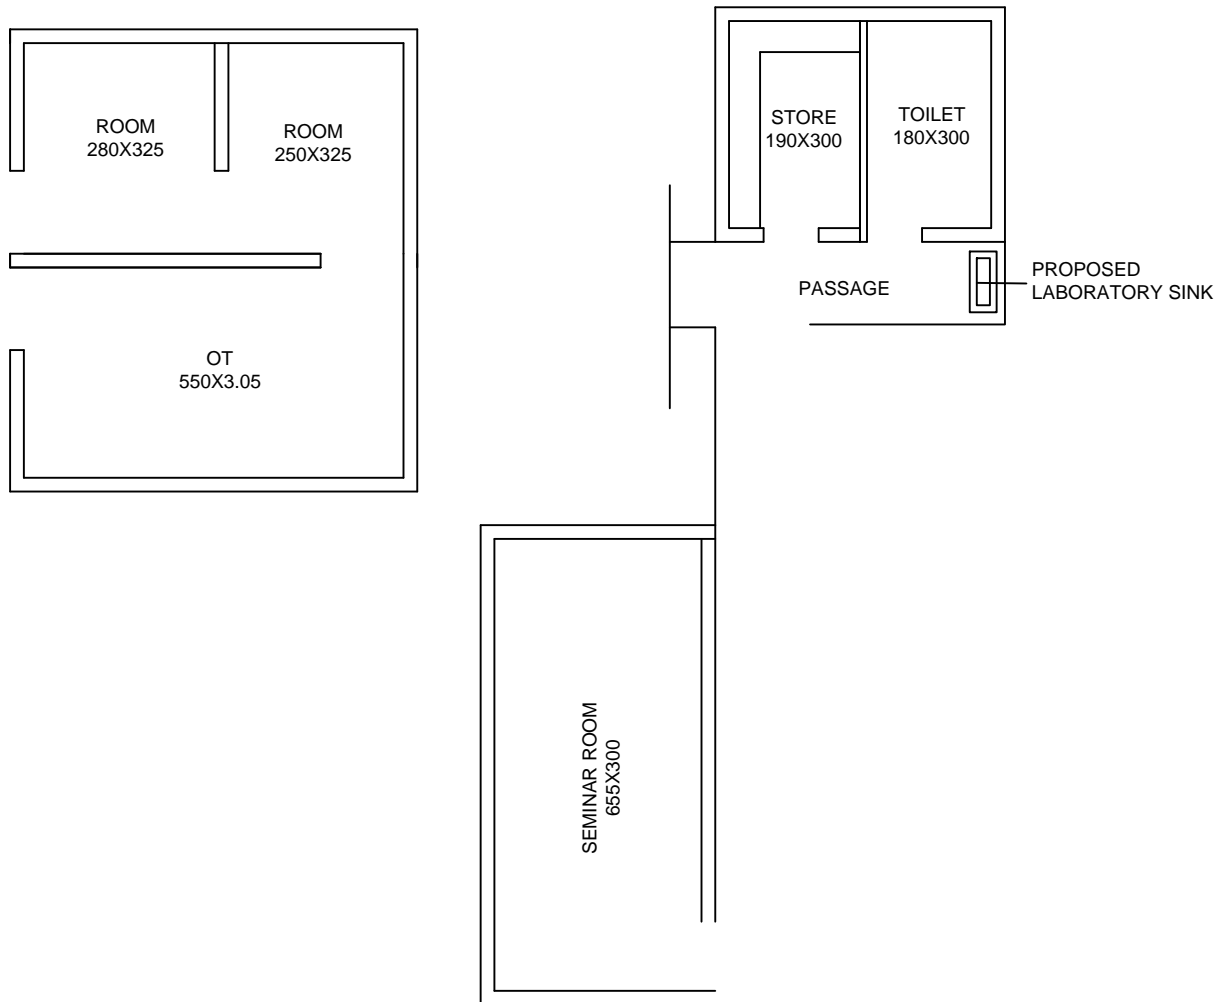 ROOM
280X325
ROOM
250X325
STORE
190X300
TOILET
180X300
PASSAGE
PROPOSED
LABORATORY SINK
OT
550X3.05
SEMINAR ROOM
655X300